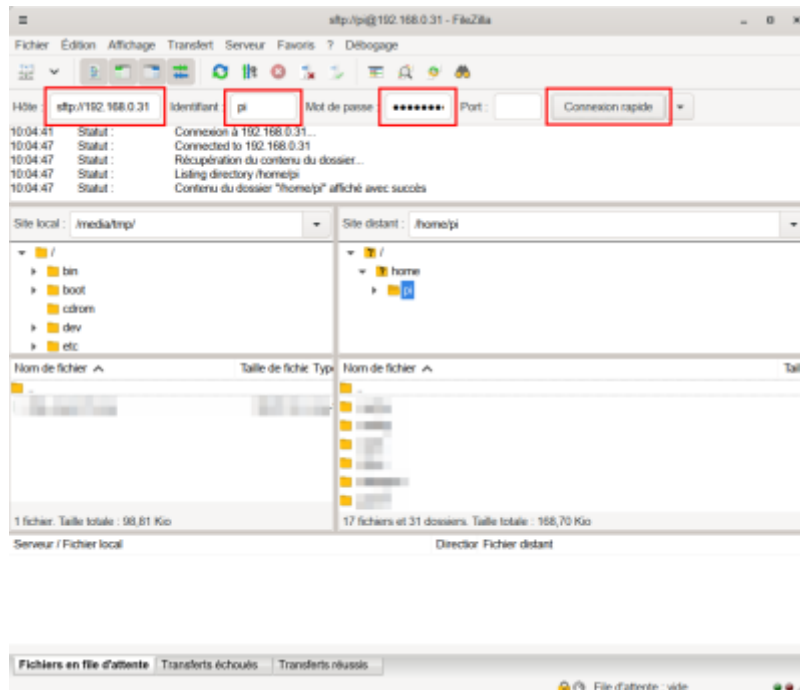 sftp://pi@192.168.0.31 - FileZilla
Fichier Édition Affichage Transfert Serveur Favoris ? Débogage
Hôte : sftp://192.168.0.31 Identifiant : pi Mot de passe : ●●●●●●●● Port : Connexion rapide
10:04:41 Statut : Connexion à 192.168.0.31...
10:04:47 Statut : Connected to 192.168.0.31
10:04:47 Statut : Récupération du contenu du dossier...
10:04:47 Statut : Listing directory /home/pi
10:04:47 Statut : Contenu du dossier "/home/pi" affiché avec succès
Site local : /media/tmp/
/
bin
boot
cdrom
dev
etc
Site distant : /home/pi
/
home
pi
Nom de fichier Taille de fichie Type
..
1 fichier. Taille totale : 98,81 Kio
Nom de fichier Tail
..
17 fichiers et 31 dossiers. Taille totale : 168,70 Kio
Serveur / Fichier local Direction Fichier distant
Fichiers en file d'attente Transferts échoués Transferts réussis
File d'attente : vide